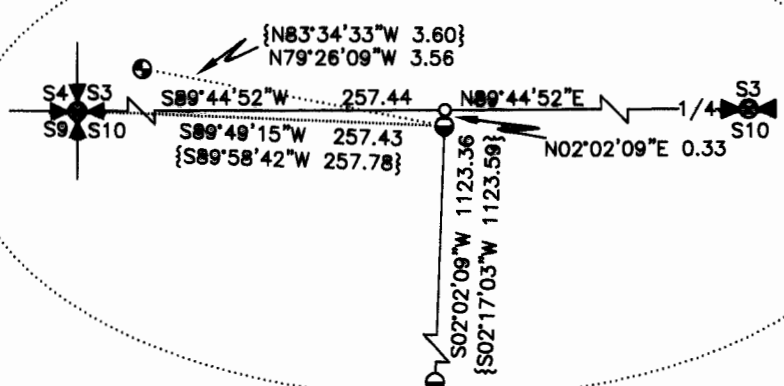 {N83°34'33"W 3.60}
N79°26'09"W 3.56
S4 S3
S9 S10
S89°44'52"W 257.44
N89°44'52"E
1/4
S3
S10
S89°49'15"W 257.43
{S89°58'42"W 257.78}
N02°02'09"E 0.33
S02°02'09"W 1123.36
{S02°17'03"W 1123.59}